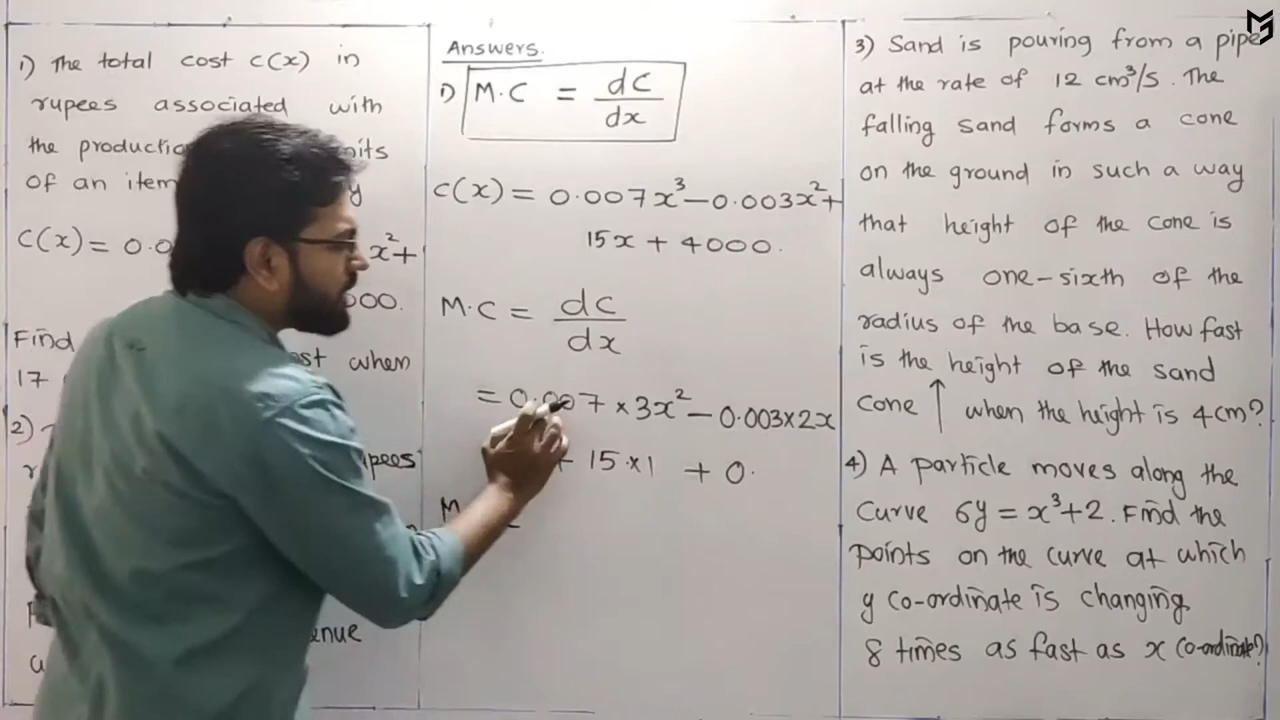 1) The total cost c(x) in
rupees associated with
the
of an
c(x) = x² +
Find when
17
2)
Answers.
1) M.C = dc/dx
c(x) = 0.007x³ – 0.003x² +
15x + 4000.
M.C = dc/dx
= 0.007 × 3x² – 0.003×2x
+ 15×1 + 0.
3) Sand is pouring from a pipe
at the rate of 12 cm³/s. The
falling sand forms a cone
on the ground in such a way
that height of the cone is
always one-sixth of the
radius of the base. How fast
is the height of the sand
cone ↑ when the height is 4cm?
4) A particle moves along the
curve 6y = x³+2. Find the
points on the curve at which
y co-ordinate is changing
8 times as fast as x co-ordinate?